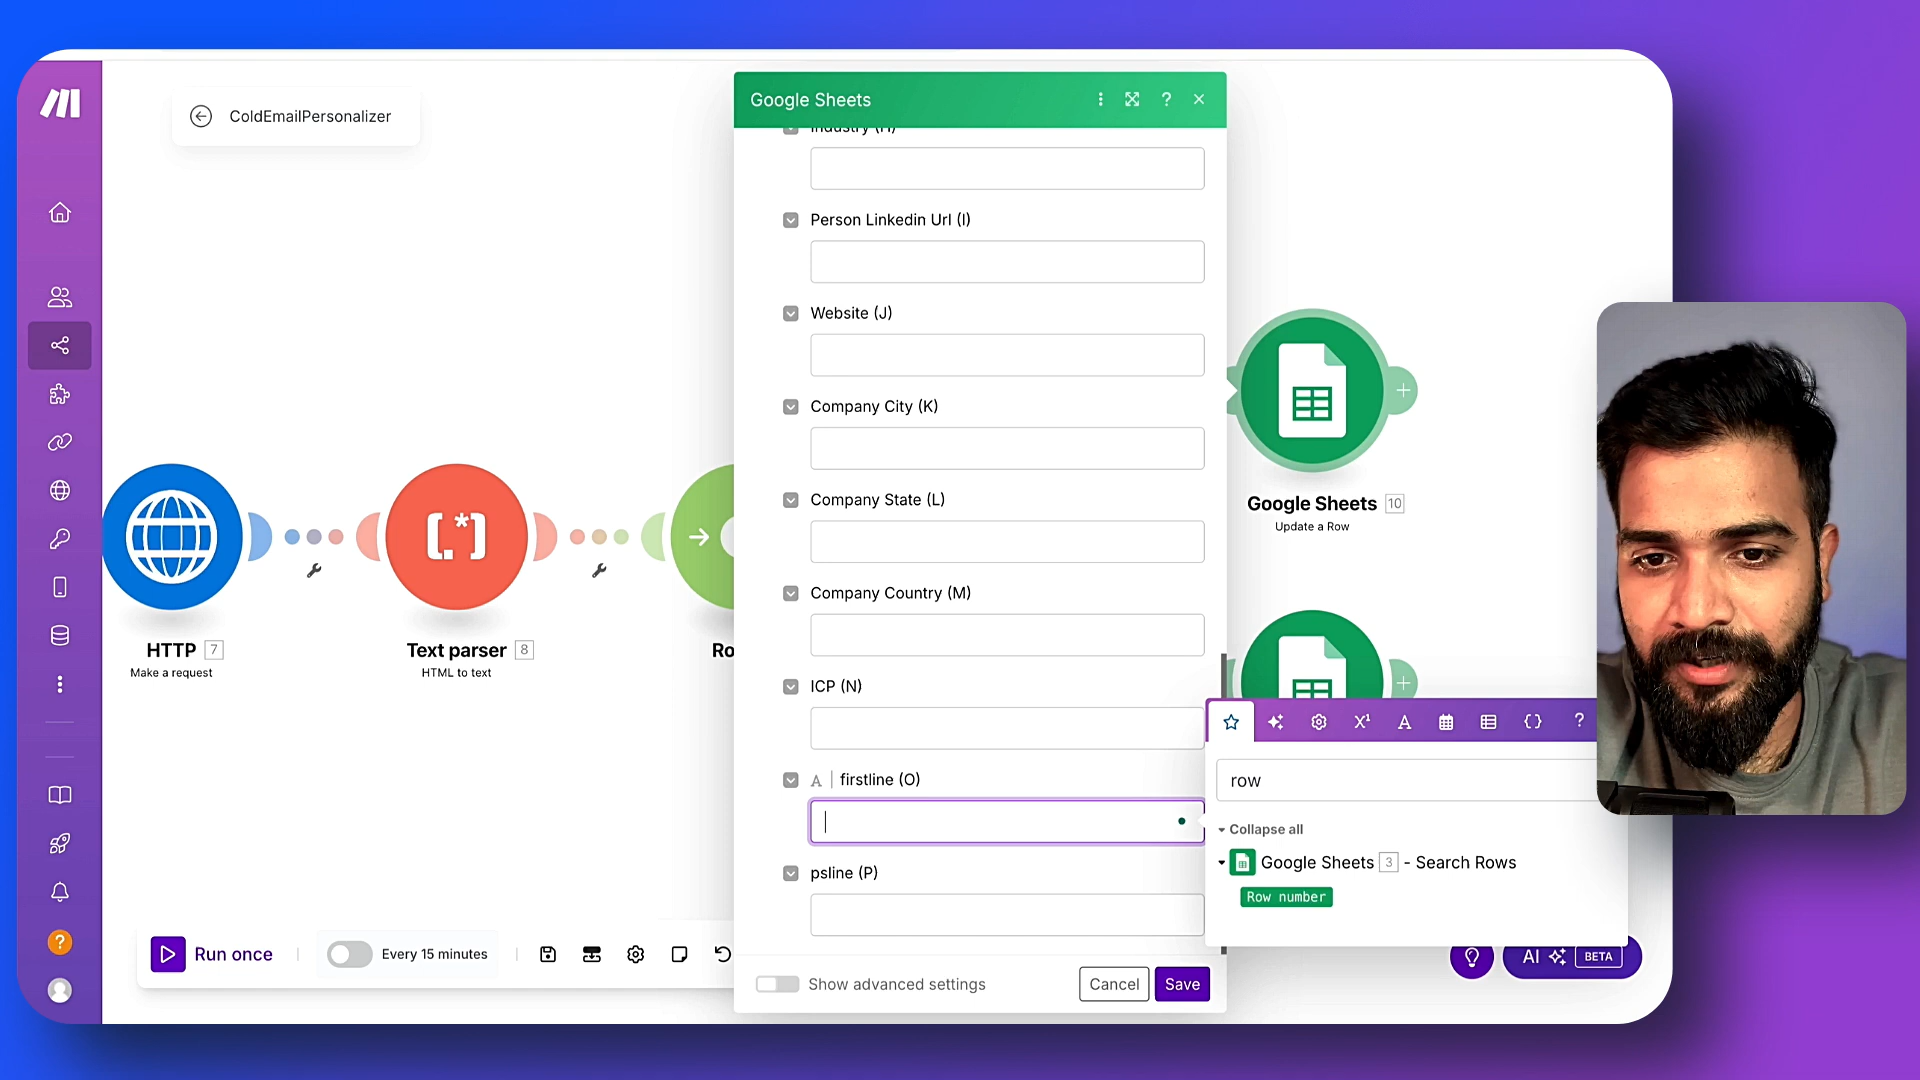 ColdEmailPersonalizer
Google Sheets
?
Industry (H)
Person Linkedin Url (I)
Website (J)
Company City (K)
Company State (L)
Company Country (M)
ICP (N)
A | firstline (O)
psline (P)
Show advanced settings
Cancel
Save
HTTP 7
Make a request
Text parser 8
HTML to text
Ro
Google Sheets 10
Update a Row
row
Collapse all
Google Sheets 3 - Search Rows
Row number
Run once
Every 15 minutes
AI BETA